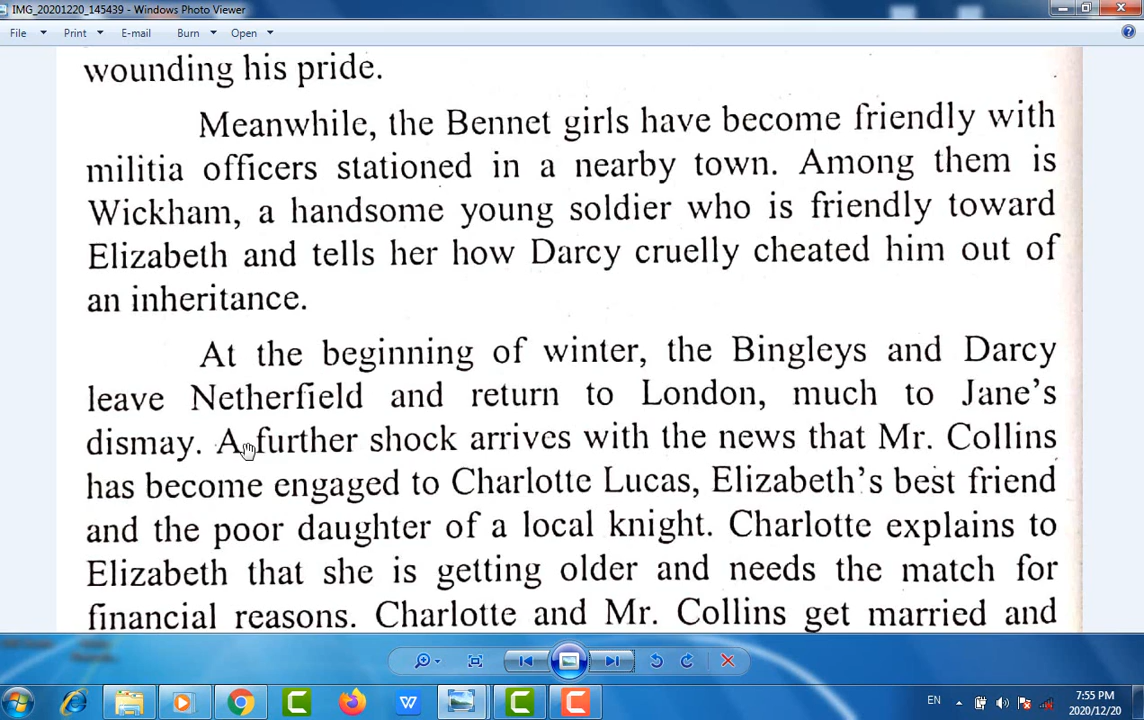 IMG_20201220_145439 - Windows Photo Viewer
File Print E-mail Burn Open
wounding his pride.
Meanwhile, the Bennet girls have become friendly with
militia officers stationed in a nearby town. Among them is
Wickham, a handsome young soldier who is friendly toward
Elizabeth and tells her how Darcy cruelly cheated him out of
an inheritance.
At the beginning of winter, the Bingleys and Darcy
leave Netherfield and return to London, much to Jane's
dismay. A further shock arrives with the news that Mr. Collins
has become engaged to Charlotte Lucas, Elizabeth's best friend
and the poor daughter of a local knight. Charlotte explains to
Elizabeth that she is getting older and needs the match for
financial reasons. Charlotte and Mr. Collins get married and
EN
7:55 PM
2020/12/20